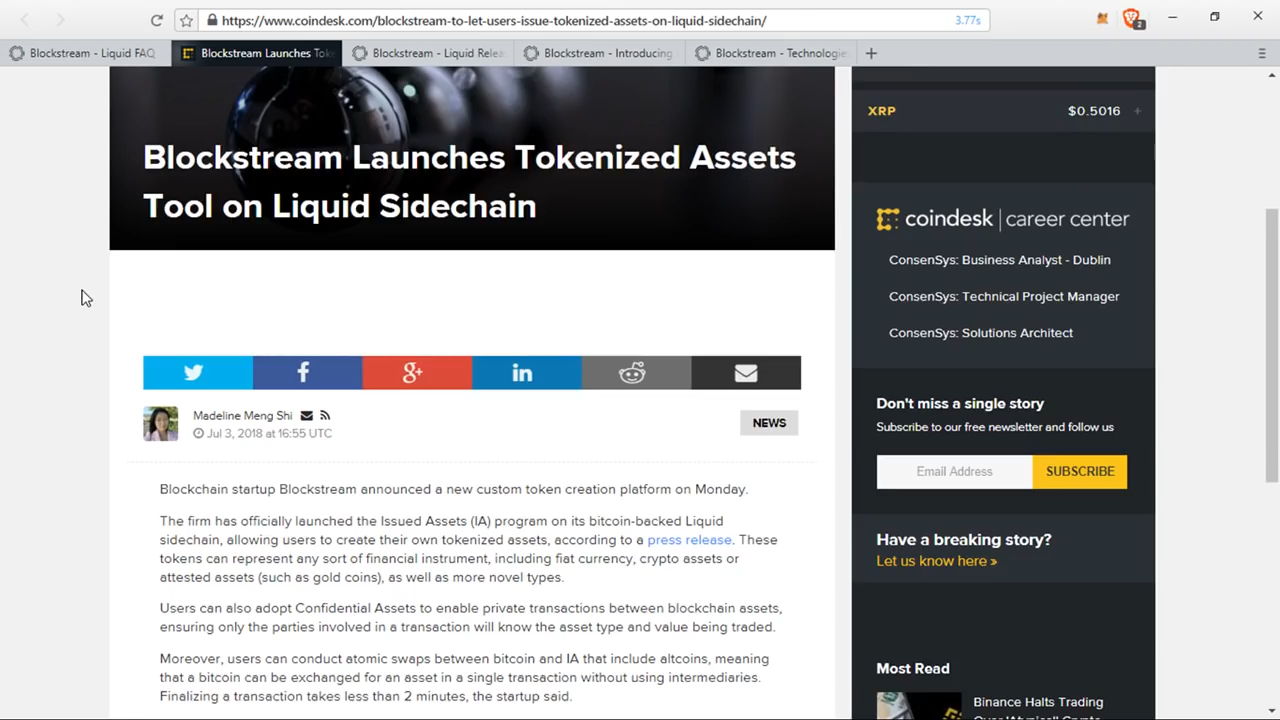 https://www.coindesk.com/blockstream-to-let-users-issue-tokenized-assets-on-liquid-sidechain/
3.77s
2
Blockstream - Liquid FAQ
Blockstream Launches Tok
Blockstream - Liquid Relea
Blockstream - Introducing
Blockstream - Technologie
Blockstream Launches Tokenized Assets
Tool on Liquid Sidechain
Madeline Meng Shi
Jul 3, 2018 at 16:55 UTC
NEWS
Blockchain startup Blockstream announced a new custom token creation platform on Monday.
The firm has officially launched the Issued Assets (IA) program on its bitcoin-backed Liquid
sidechain, allowing users to create their own tokenized assets, according to a press release. These
tokens can represent any sort of financial instrument, including fiat currency, crypto assets or
attested assets (such as gold coins), as well as more novel types.
Users can also adopt Confidential Assets to enable private transactions between blockchain assets,
ensuring only the parties involved in a transaction will know the asset type and value being traded.
Moreover, users can conduct atomic swaps between bitcoin and IA that include altcoins, meaning
that a bitcoin can be exchanged for an asset in a single transaction without using intermediaries.
Finalizing a transaction takes less than 2 minutes, the startup said.
XRP $0.5016 +
coindesk | career center
ConsenSys: Business Analyst - Dublin
ConsenSys: Technical Project Manager
ConsenSys: Solutions Architect
Don't miss a single story
Subscribe to our free newsletter and follow us
Email Address
SUBSCRIBE
Have a breaking story?
Let us know here »
Most Read
Binance Halts Trading